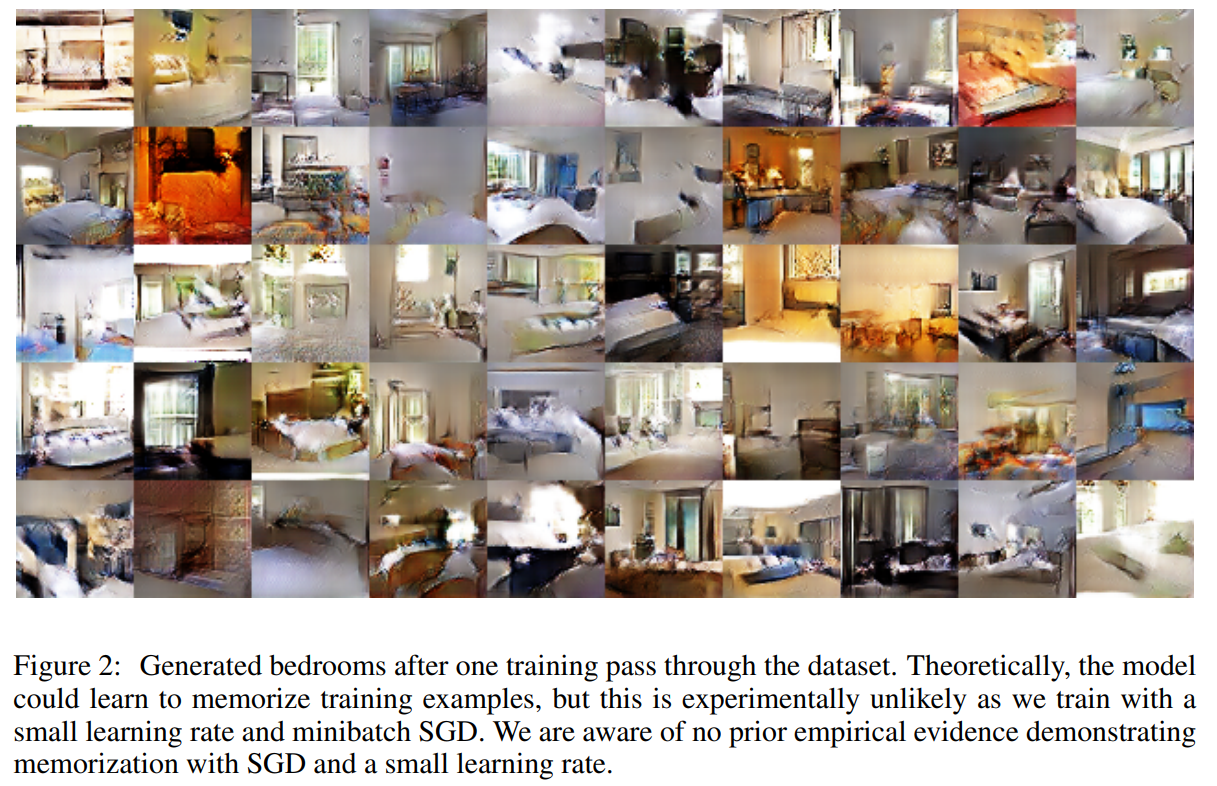 Figure 2: Generated bedrooms after one training pass through the dataset. Theoretically, the model
could learn to memorize training examples, but this is experimentally unlikely as we train with a
small learning rate and minibatch SGD. We are aware of no prior empirical evidence demonstrating
memorization with SGD and a small learning rate.